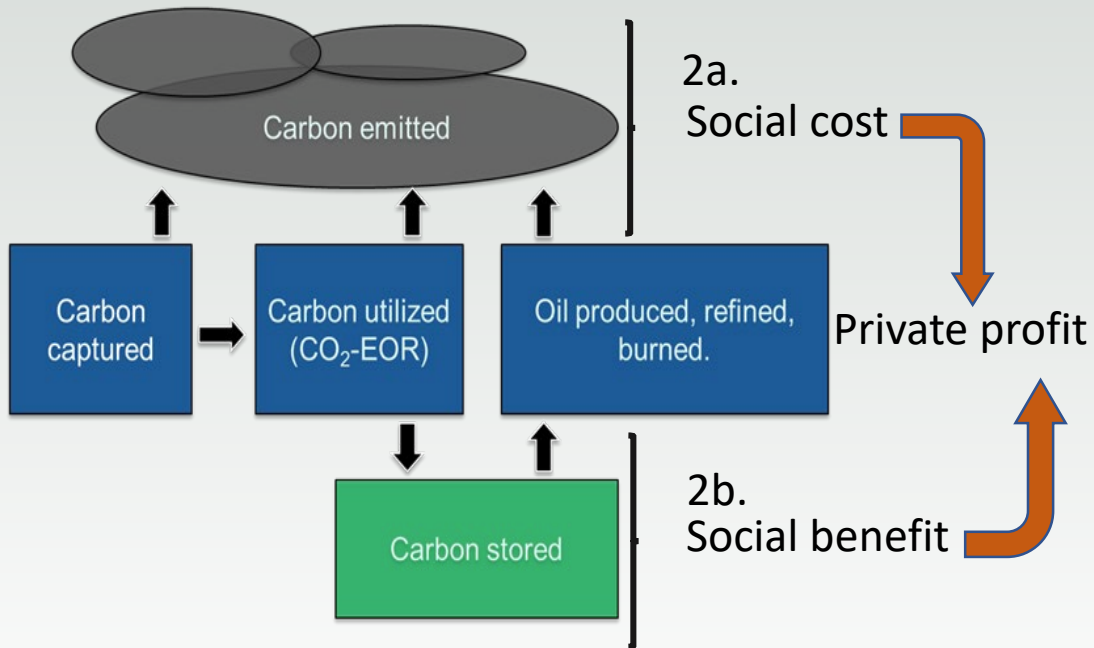 2a.
Social cost
Carbon emitted
Carbon
captured
Carbon utilized
(CO₂-EOR)
Oil produced, refined,
burned.
Private profit
2b.
Social benefit
Carbon stored